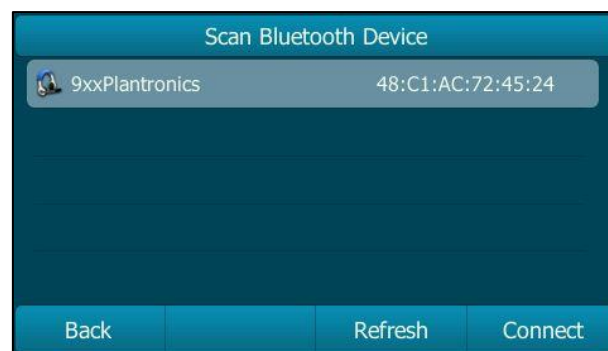 Scan Bluetooth Device
9xxPlantronics 48:C1:AC:72:45:24
Back Refresh Connect